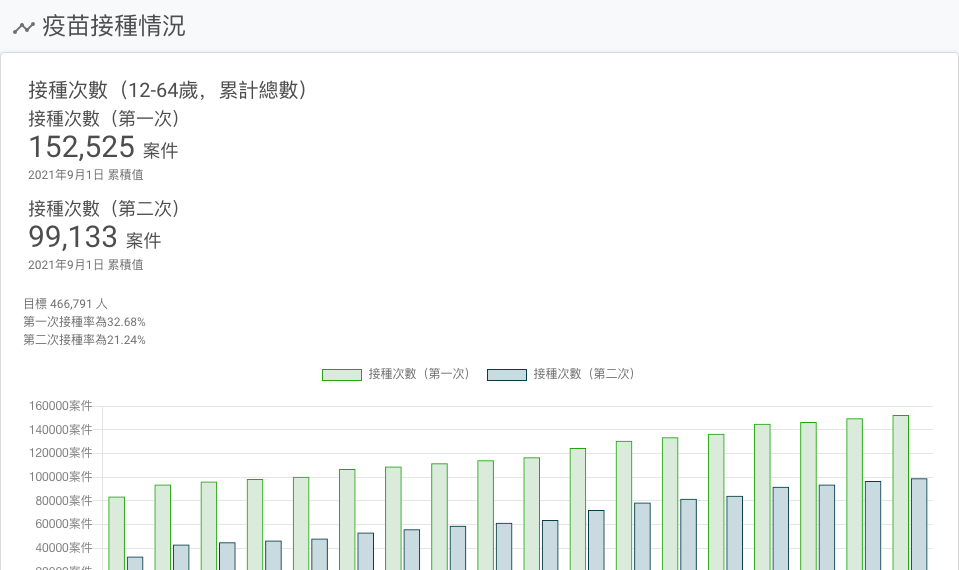 疫苗接種情況
接種次數（12-64歲，累計總數）
接種次數（第一次）
152,525 案件
2021年9月1日 累積值
接種次數（第二次）
99,133 案件
2021年9月1日 累積值
目標 466,791 人
第一次接種率為32.68%
第二次接種率為21.24%
接種次數（第一次） 接種次數（第二次）
160000案件
140000案件
120000案件
100000案件
80000案件
60000案件
40000案件